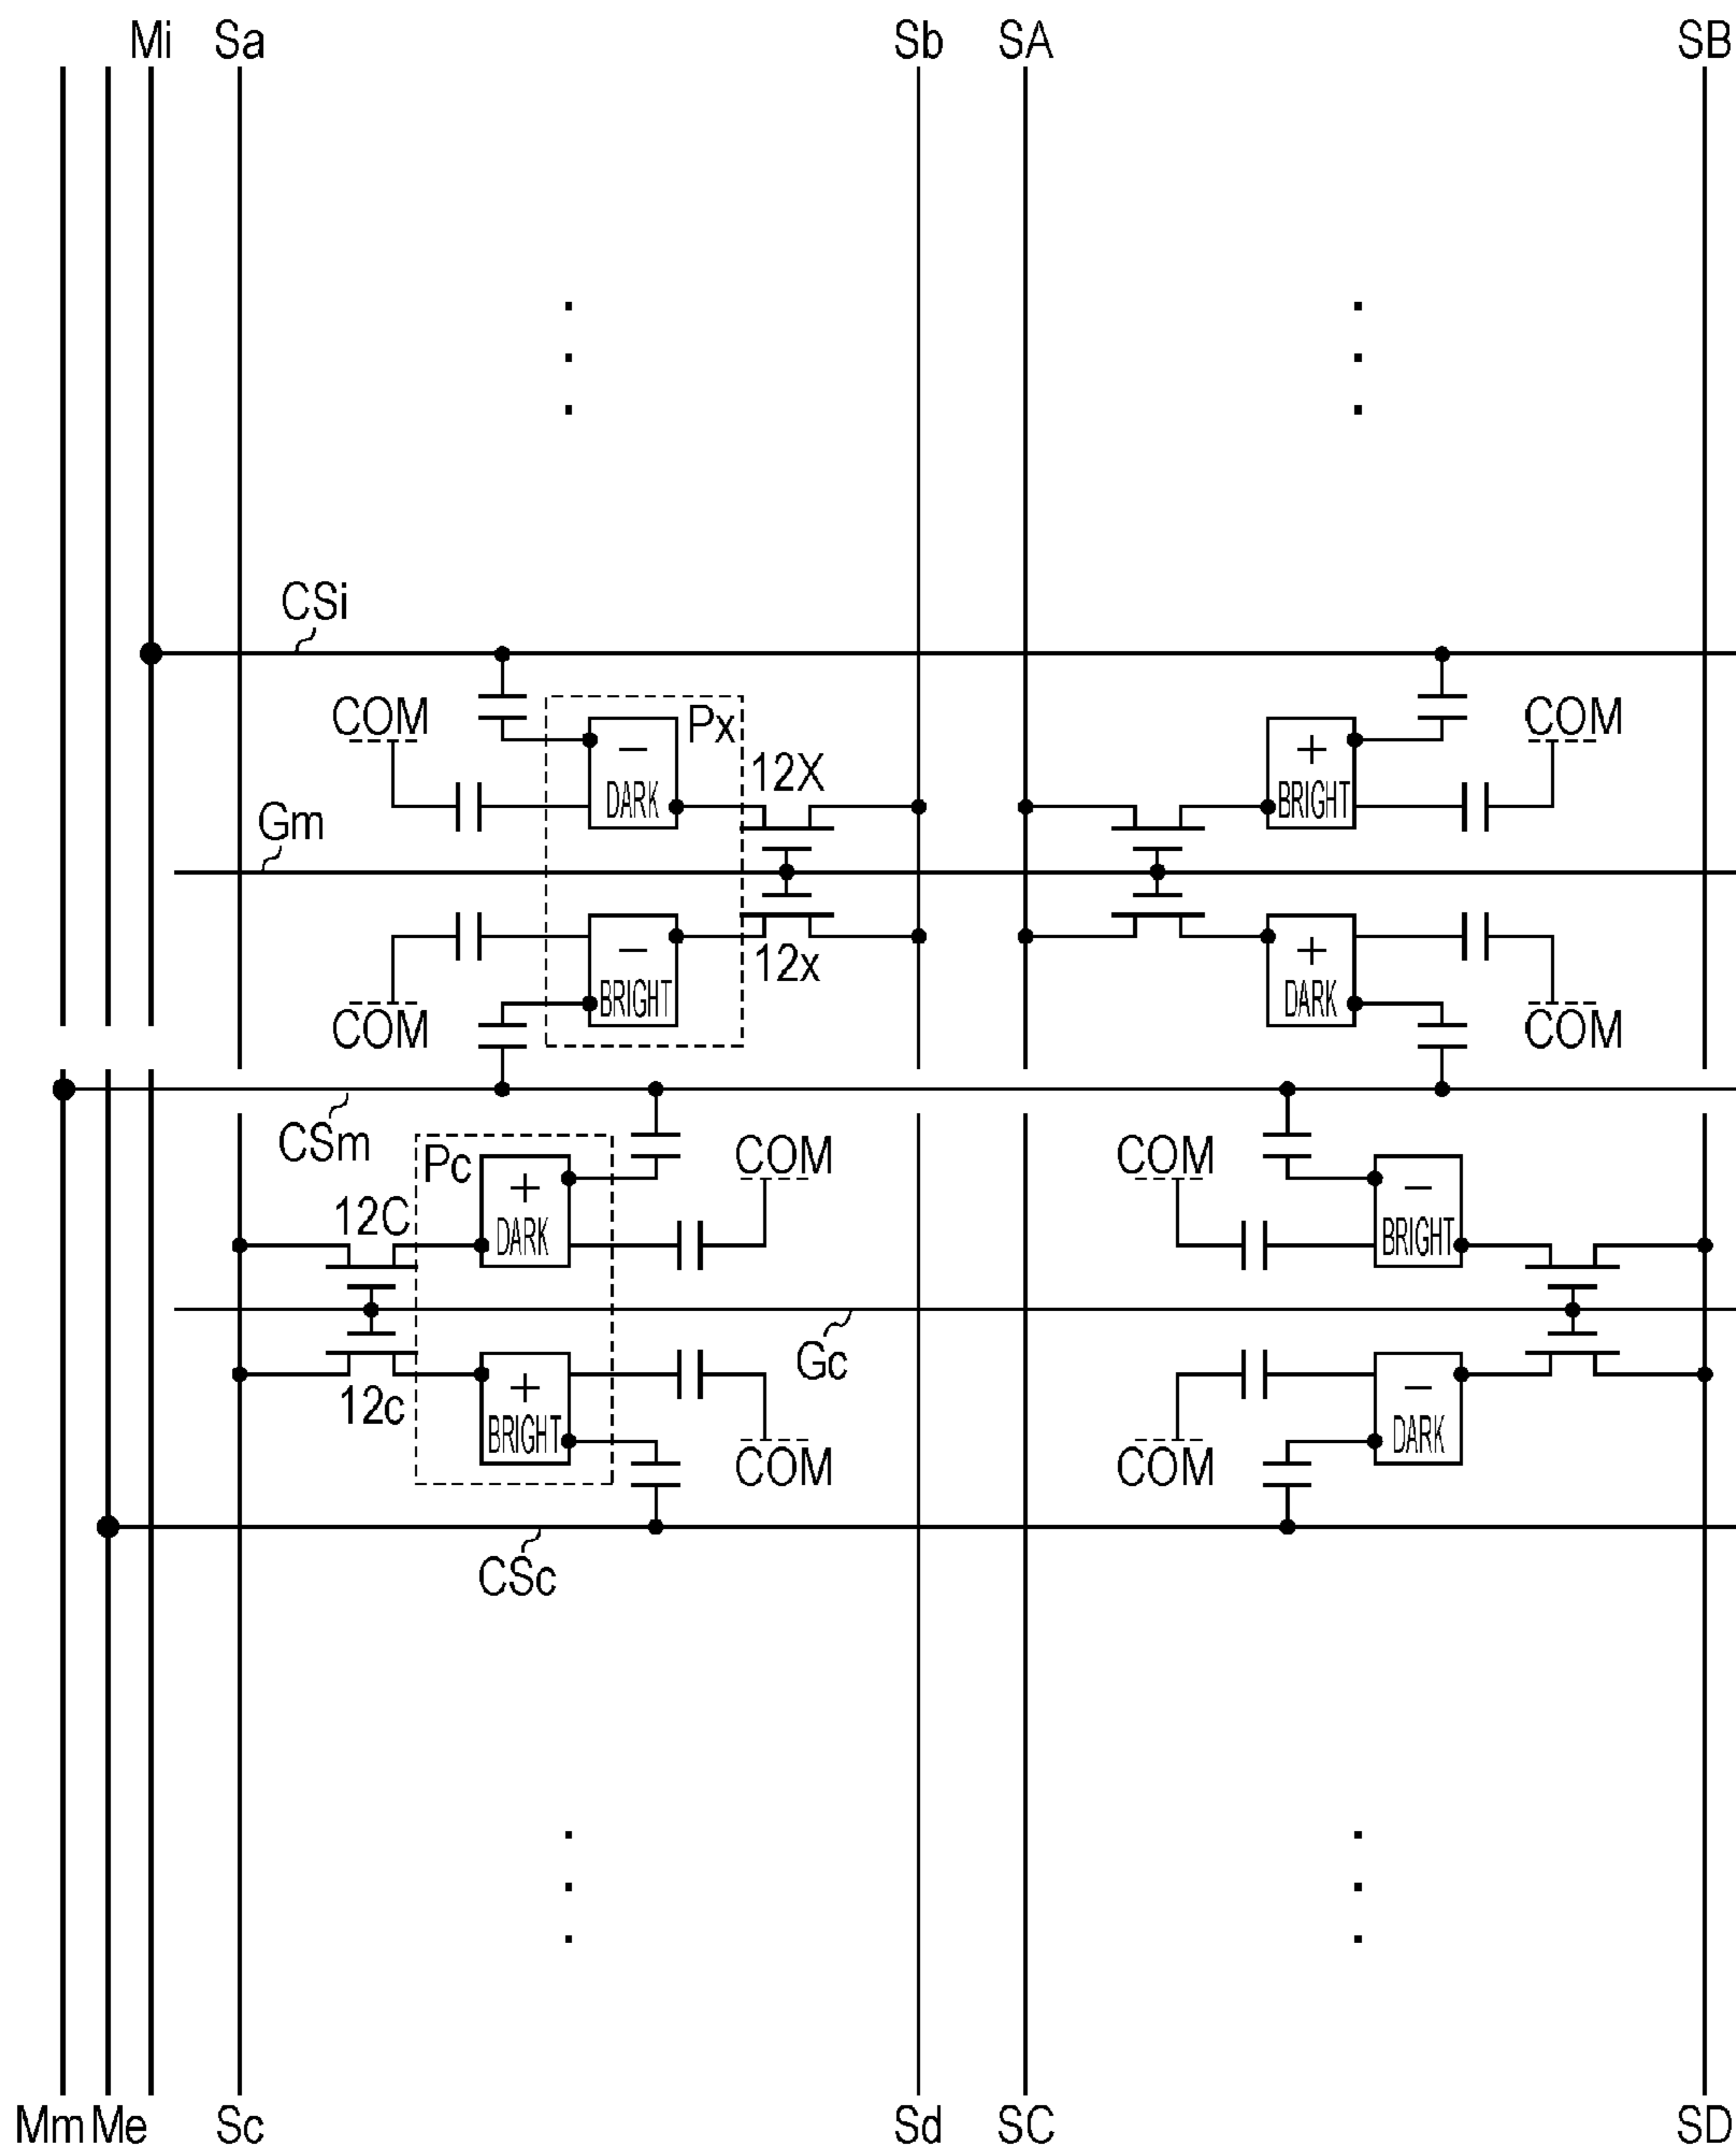 Mi Sa Sb SA SB
CSi
COM Px COM
− +
12X
DARK BRIGHT
Gm
− +
12x
BRIGHT DARK
COM COM
CSm
Pc COM COM
+ −
12C
DARK BRIGHT
Gc
+ −
12c
BRIGHT DARK
COM COM
CSc
Mm Me Sc Sd SC SD